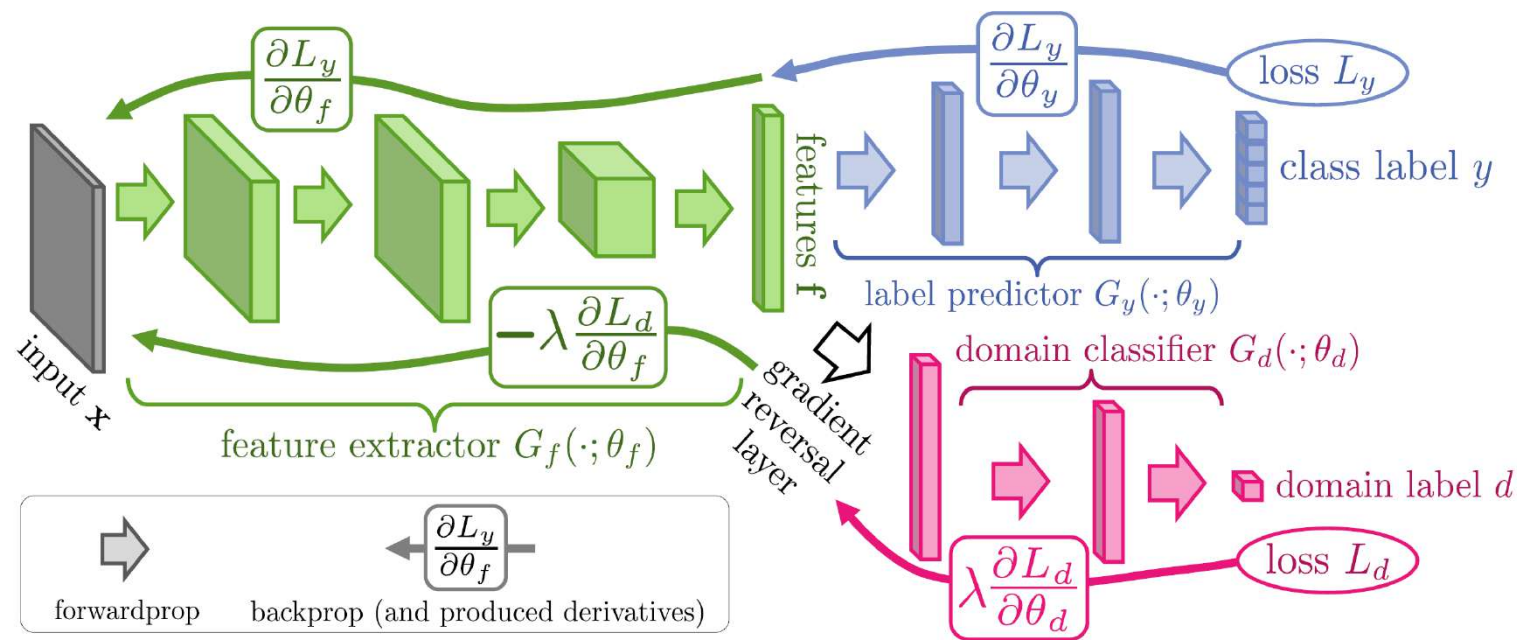 ∂L_y/∂θ_f
∂L_y/∂θ_y
loss L_y
features f
class label y
label predictor G_y(·; θ_y)
input x
−λ ∂L_d/∂θ_f
feature extractor G_f(·; θ_f)
gradient
reversal
layer
domain classifier G_d(·; θ_d)
domain label d
λ ∂L_d/∂θ_d
loss L_d
forwardprop
∂L_y/∂θ_f
backprop (and produced derivatives)